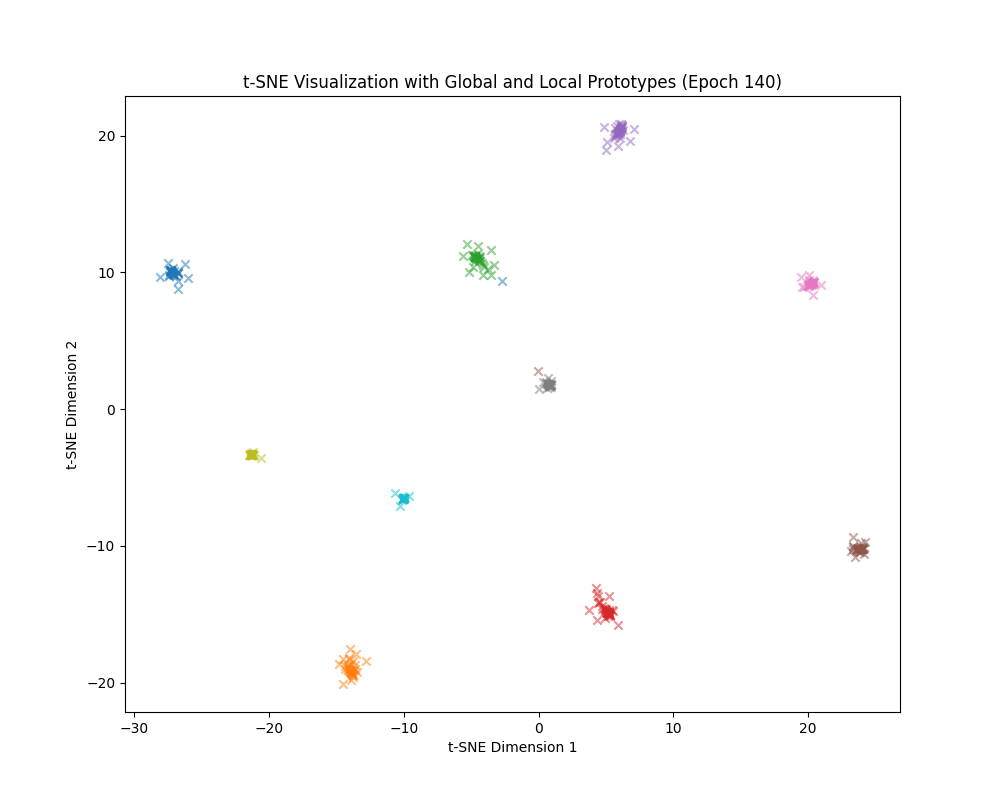 t-SNE Visualization with Global and Local Prototypes (Epoch 140)
20
10
0
−10
−20
t-SNE Dimension 2
−30 −20 −10 0 10 20
t-SNE Dimension 1